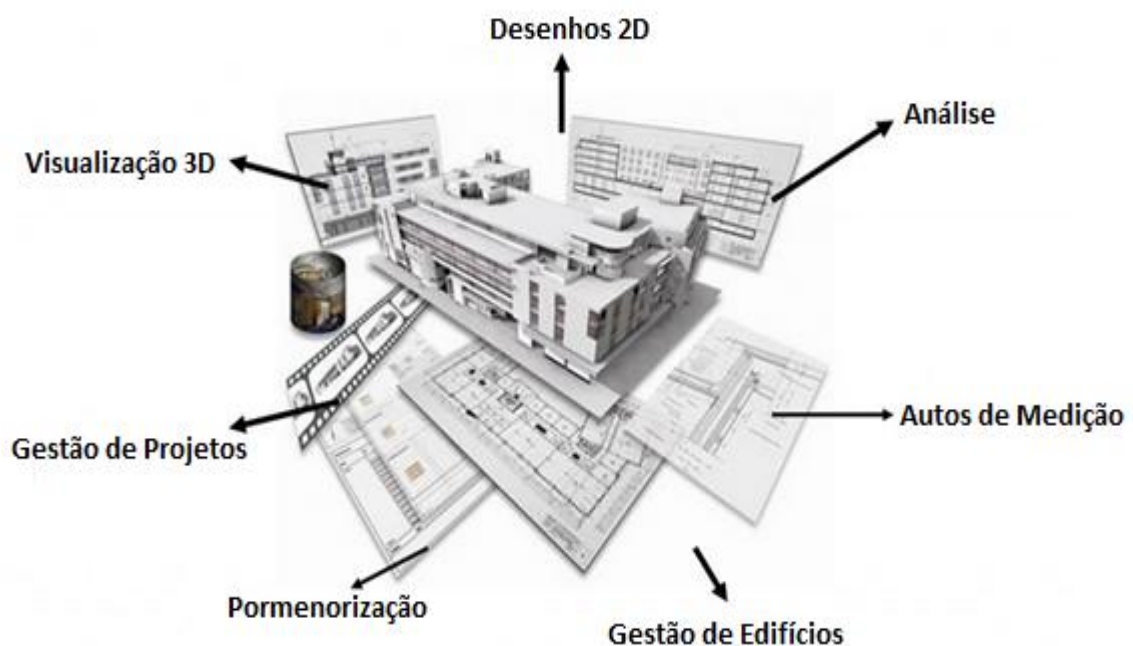 Desenhos 2D
Análise
Visualização 3D
Autos de Medição
Gestão de Projetos
Pormenorização
Gestão de Edifícios